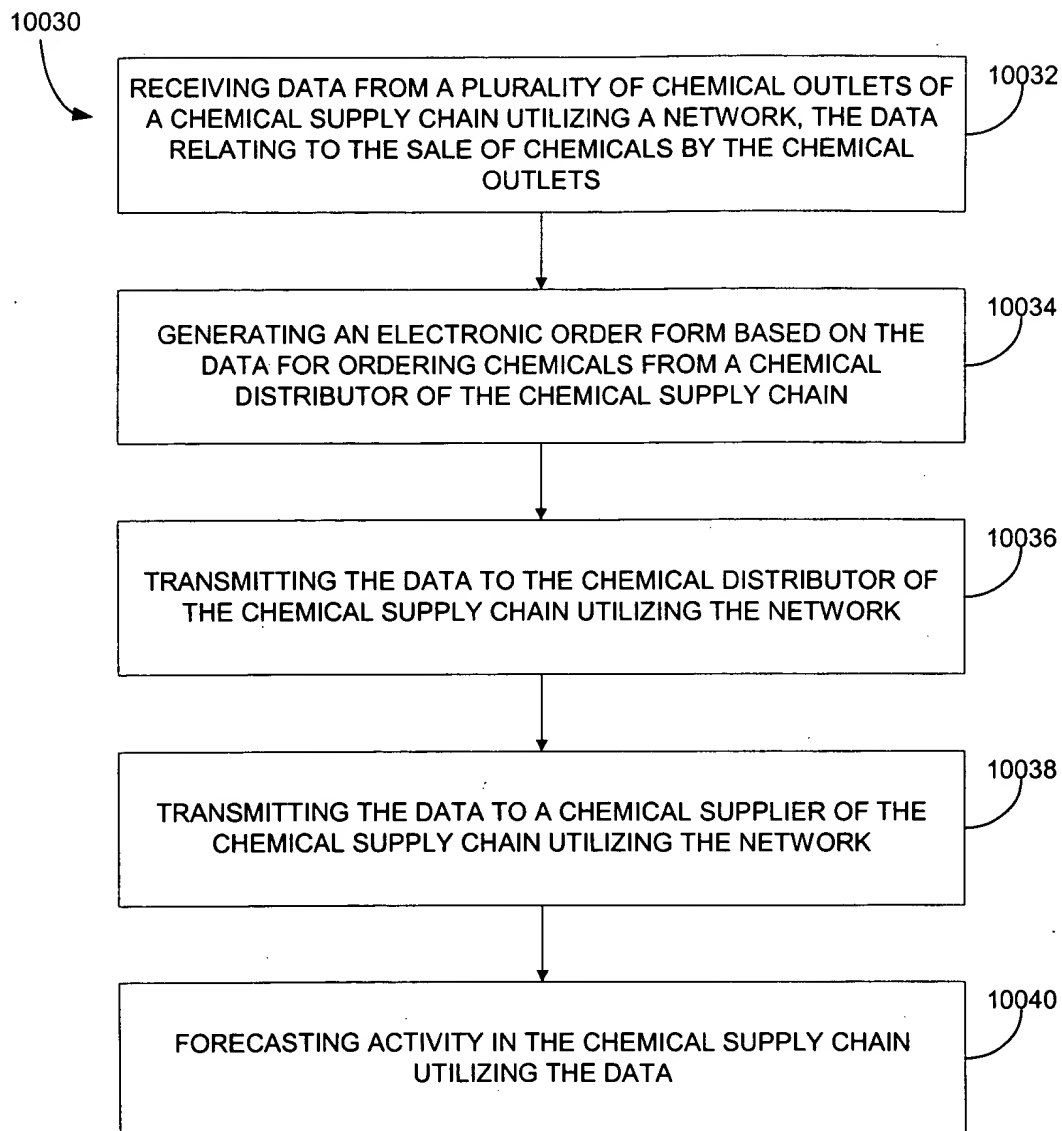 10030
10032
RECEIVING DATA FROM A PLURALITY OF CHEMICAL OUTLETS OF
A CHEMICAL SUPPLY CHAIN UTILIZING A NETWORK, THE DATA
RELATING TO THE SALE OF CHEMICALS BY THE CHEMICAL
OUTLETS
10034
GENERATING AN ELECTRONIC ORDER FORM BASED ON THE
DATA FOR ORDERING CHEMICALS FROM A CHEMICAL
DISTRIBUTOR OF THE CHEMICAL SUPPLY CHAIN
10036
TRANSMITTING THE DATA TO THE CHEMICAL DISTRIBUTOR OF
THE CHEMICAL SUPPLY CHAIN UTILIZING THE NETWORK
10038
TRANSMITTING THE DATA TO A CHEMICAL SUPPLIER OF THE
CHEMICAL SUPPLY CHAIN UTILIZING THE NETWORK
10040
FORECASTING ACTIVITY IN THE CHEMICAL SUPPLY CHAIN
UTILIZING THE DATA